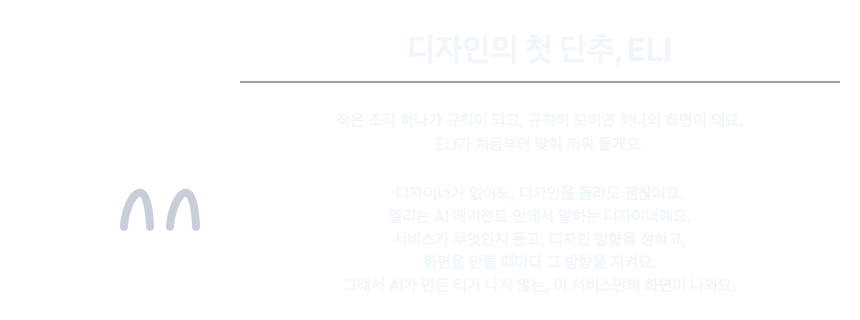 디자인의 첫 단추, ELI
작은 조각 하나가 규칙이 되고, 규칙이 모이면 하나의 화면이 돼요.
ELI가 처음부터 맞춰 끼워 둘게요.
디자이너가 없어도, 디자인을 몰라도 괜찮아요.
엘리는 AI 에이전트 안에서 일하는 디자이너예요.
서비스가 무엇인지 듣고, 디자인 방향을 정하고,
화면을 만들 때마다 그 방향을 지켜요.
그래서 AI가 만든 티가 나지 않는, 이 서비스만의 화면이 나와요.